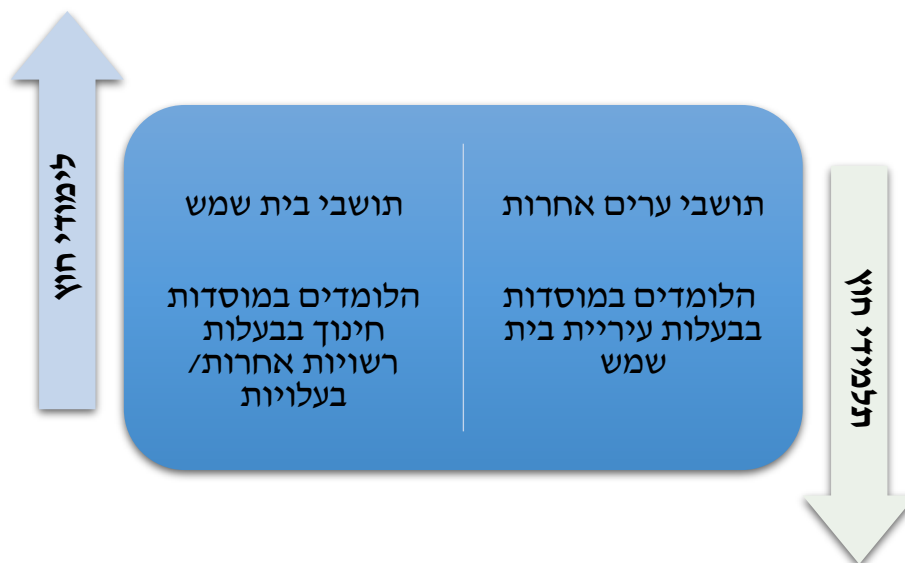 תלמידי חוץ
תושבי ערים אחרות
הלומדים במוסדות
בבעלות עיריית בית
שמש
תושבי בית שמש
הלומדים במוסדות
חינוך בבעלות
רשויות אחרות/
בעלויות
לימודי חוץ